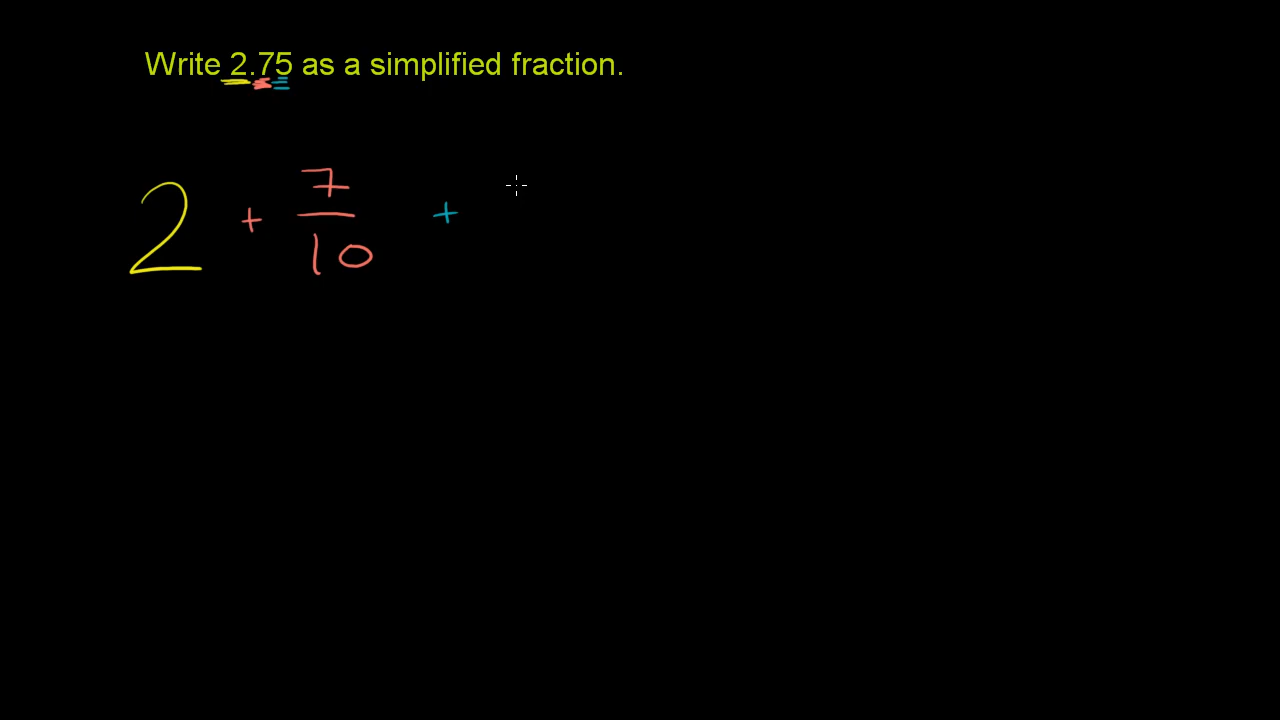 Write 2.75 as a simplified fraction.
2 + 7/10 +